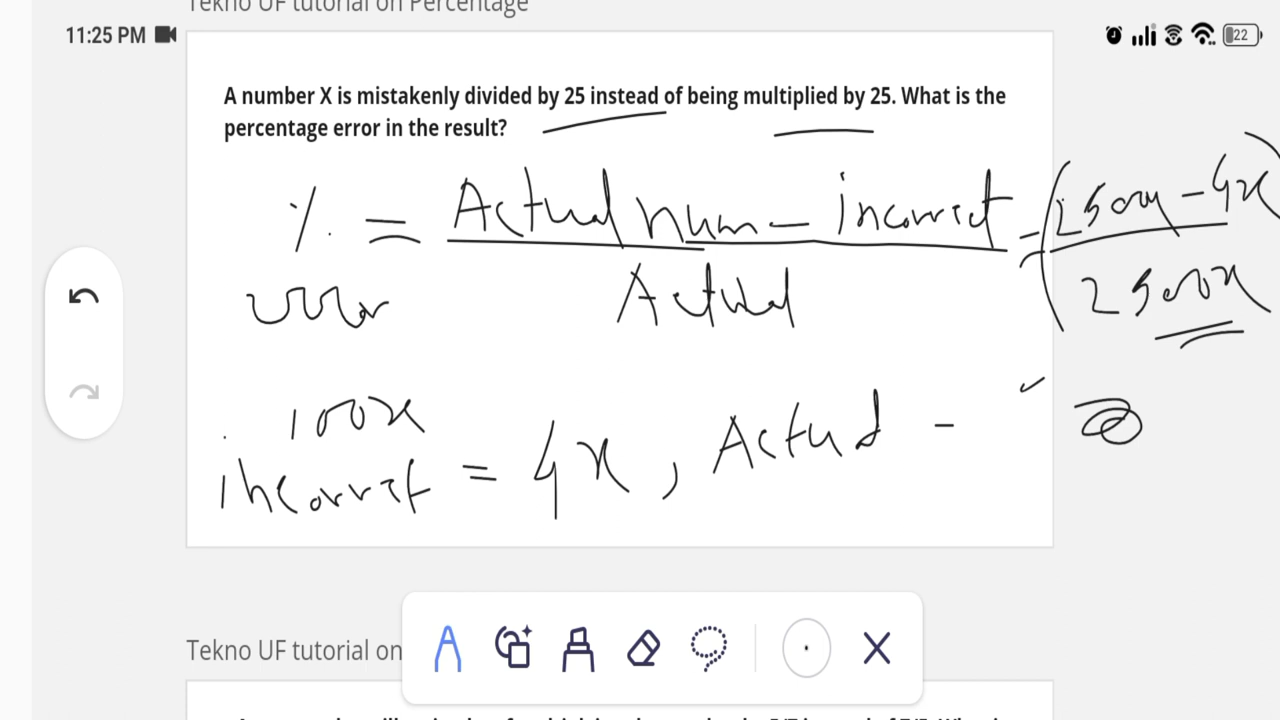 Tekno UF tutorial on Percentage
11:25 PM
22
A number X is mistakenly divided by 25 instead of being multiplied by 25. What is the
percentage error in the result?
% error = Actual num - incorrect / Actual = (2500x - 4x / 2500x
100x
incorrect = 4x, Actual -
Tekno UF tutorial on